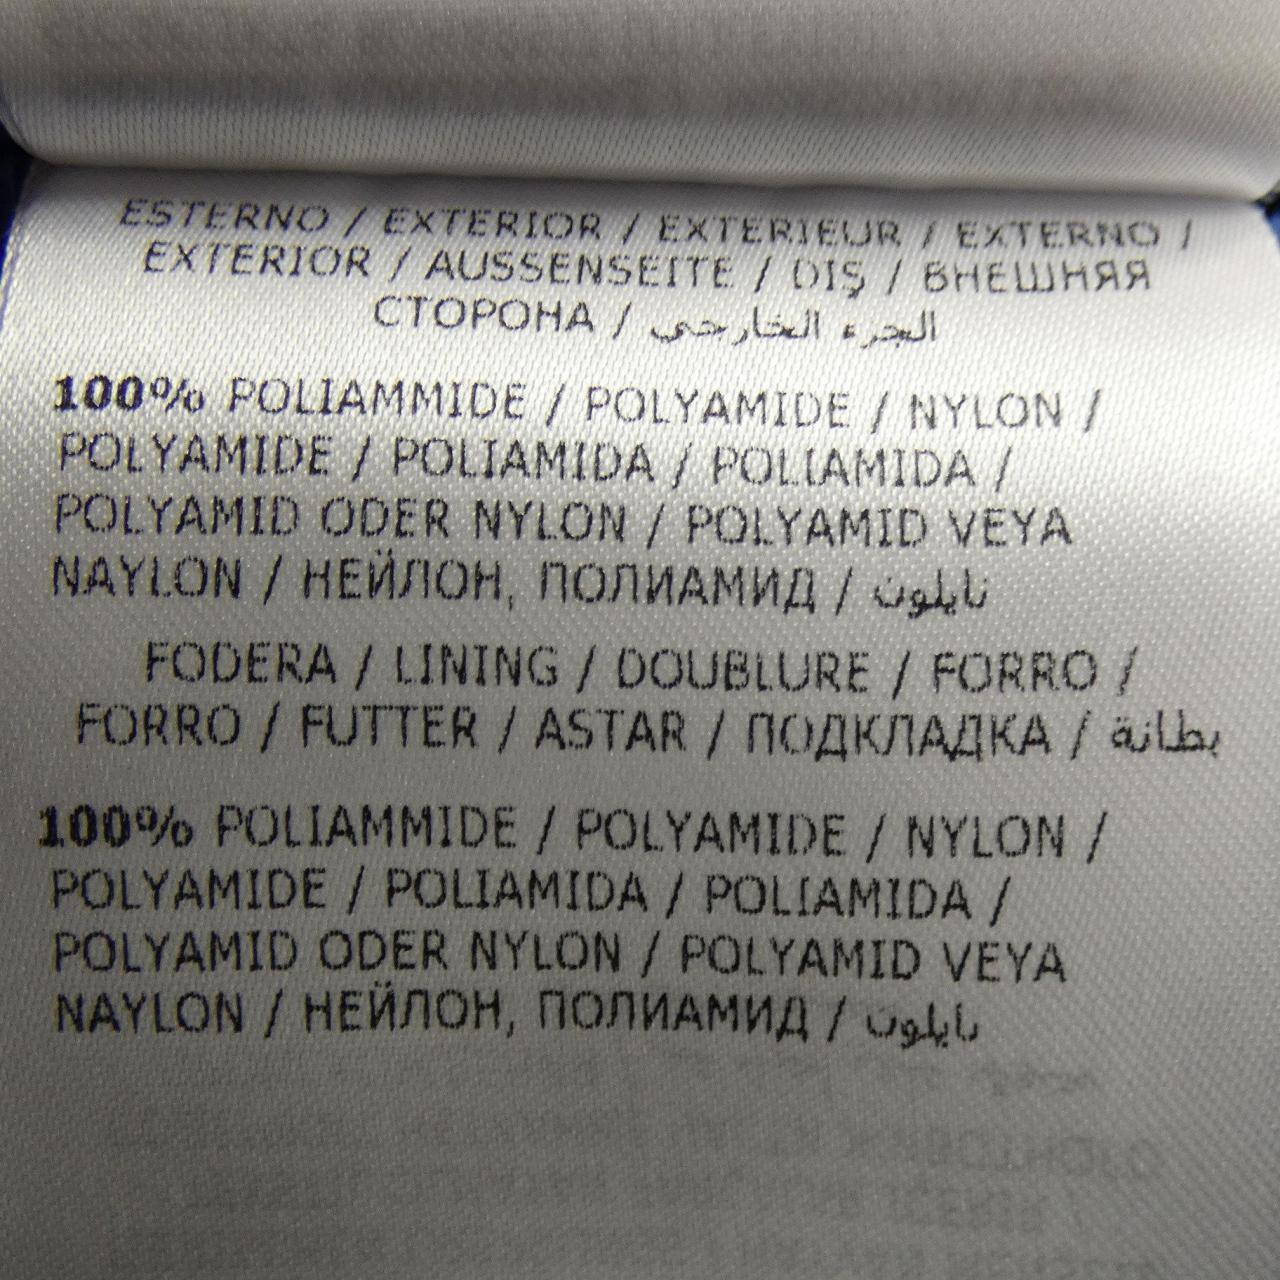 ESTERNO / EXTERIOR / EXTERIEUR / EXTERNO /
EXTERIOR / AUSSENSEITE / DIŞ / ВНЕШНЯЯ
СТОРОНА / الجزء الخارجي
100% POLIAMMIDE / POLYAMIDE / NYLON /
POLYAMIDE / POLIAMIDA / POLIAMIDA /
POLYAMID ODER NYLON / POLYAMID VEYA
NAYLON / НЕЙЛОН, ПОЛИАМИД / نايلون
FODERA / LINING / DOUBLURE / FORRO /
FORRO / FUTTER / ASTAR / ПОДКЛАДКА / بطانة
100% POLIAMMIDE / POLYAMIDE / NYLON /
POLYAMIDE / POLIAMIDA / POLIAMIDA /
POLYAMID ODER NYLON / POLYAMID VEYA
NAYLON / НЕЙЛОН, ПОЛИАМИД / نايلون